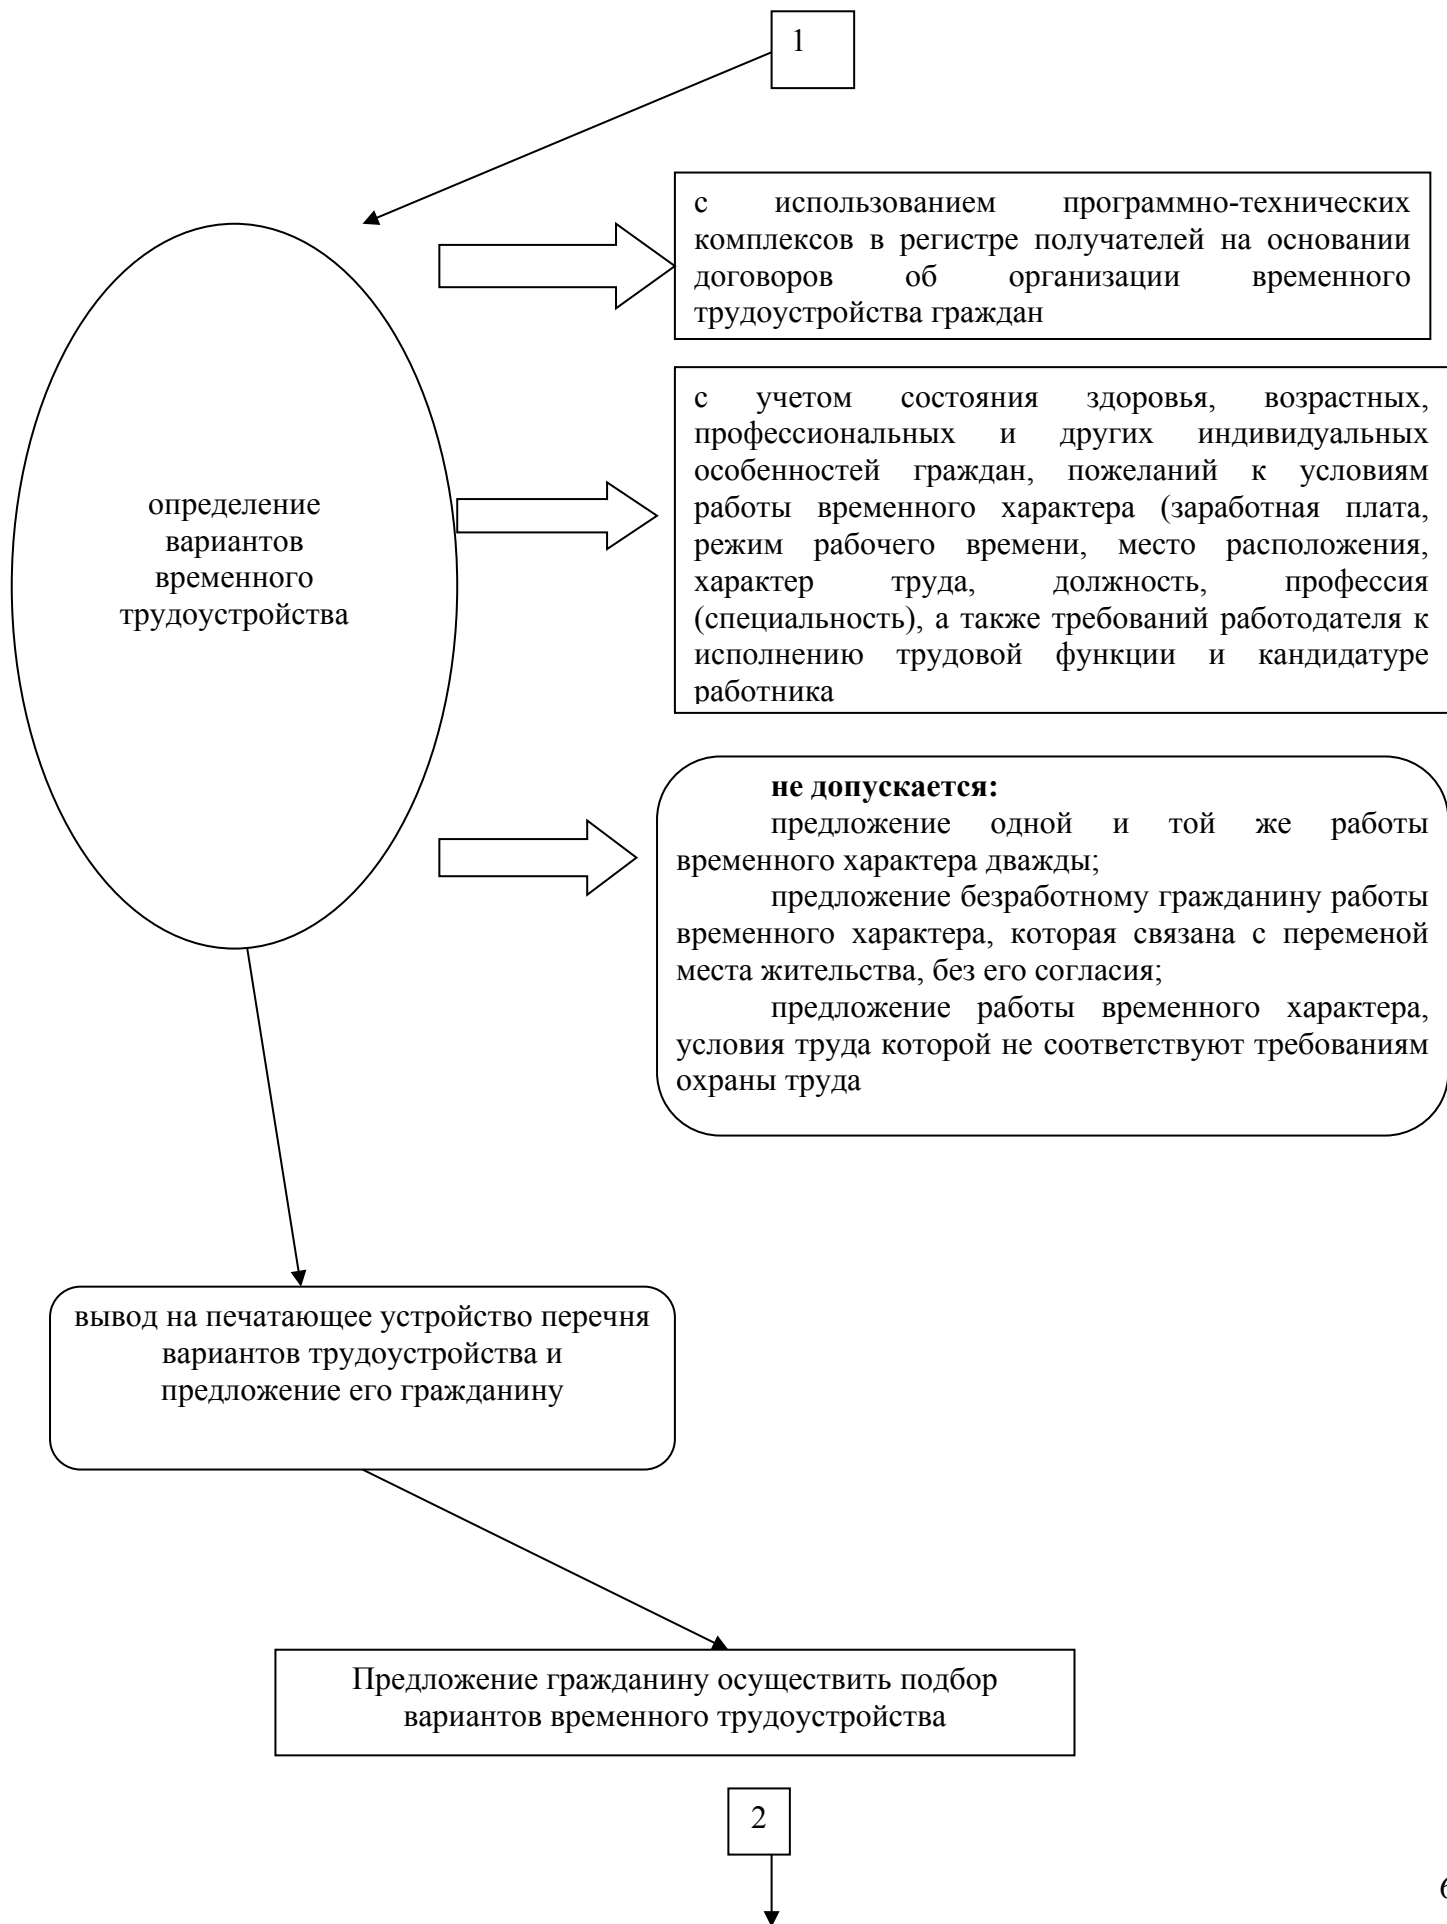 1
с использованием программно-технических
комплексов в регистре получателей на основании
договоров об организации временного
трудоустройства граждан
с учетом состояния здоровья, возрастных,
профессиональных и других индивидуальных
особенностей граждан, пожеланий к условиям
работы временного характера (заработная плата,
режим рабочего времени, место расположения,
характер труда, должность, профессия
(специальность), а также требований работодателя к
исполнению трудовой функции и кандидатуре
работника
определение
вариантов
временного
трудоустройства
не допускается:
предложение одной и той же работы
временного характера дважды;
предложение безработному гражданину работы
временного характера, которая связана с переменой
места жительства, без его согласия;
предложение работы временного характера,
условия труда которой не соответствуют требованиям
охраны труда
вывод на печатающее устройство перечня
вариантов трудоустройства и
предложение его гражданину
Предложение гражданину осуществить подбор
вариантов временного трудоустройства
2